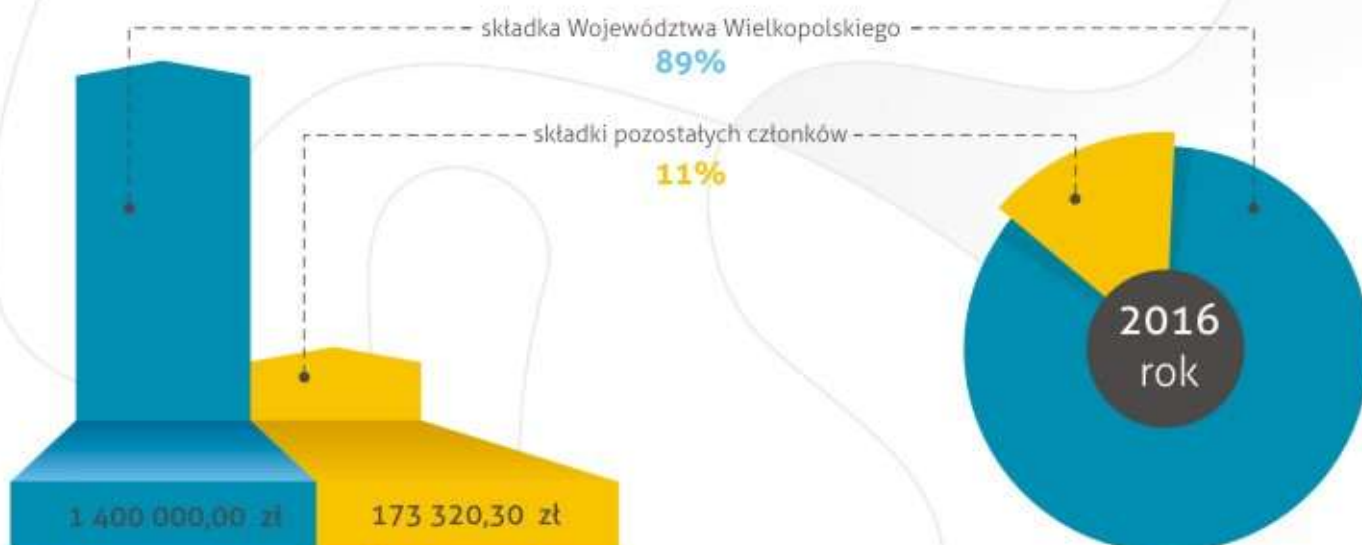 składka Województwa Wielkopolskiego
89%
składki pozostałych członków
11%
2016
rok
1 400 000,00 zł
173 320,30 zł